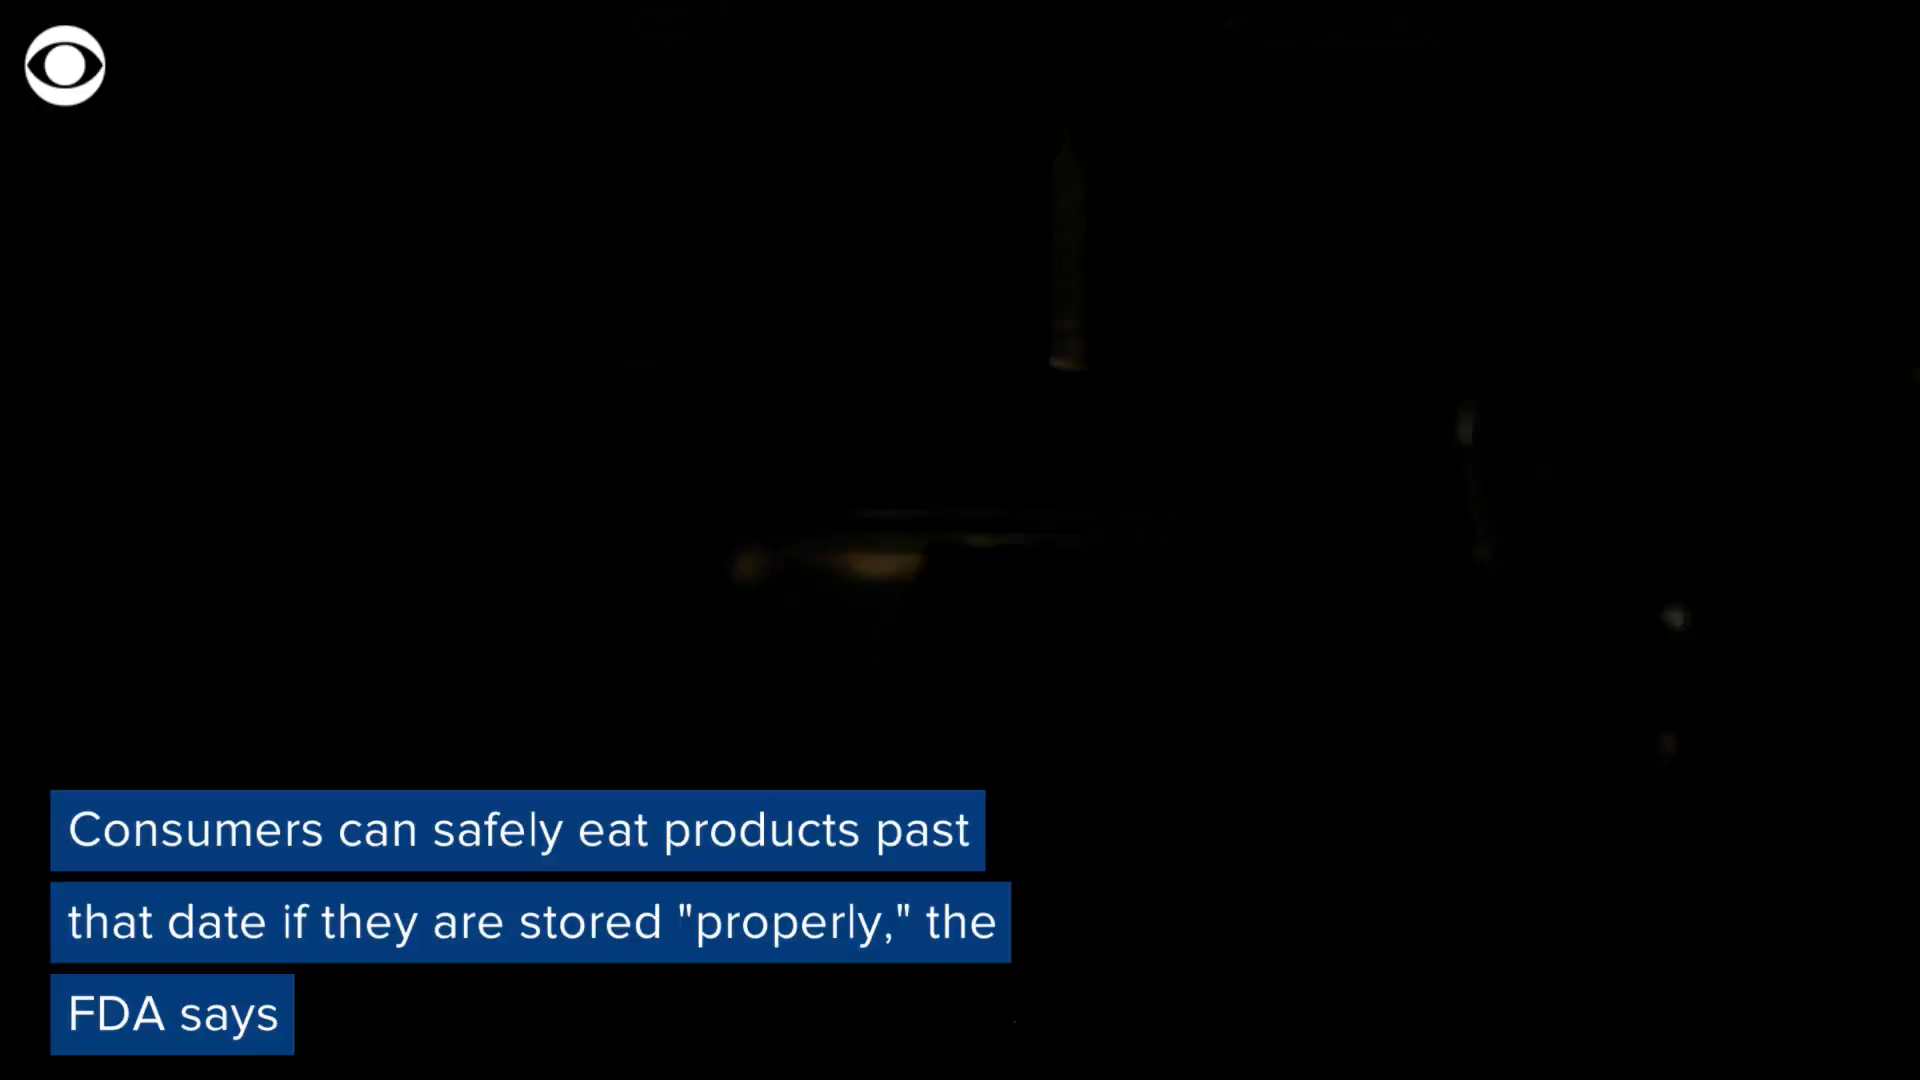 Consumers can safely eat products past
that date if they are stored "properly," the
FDA says